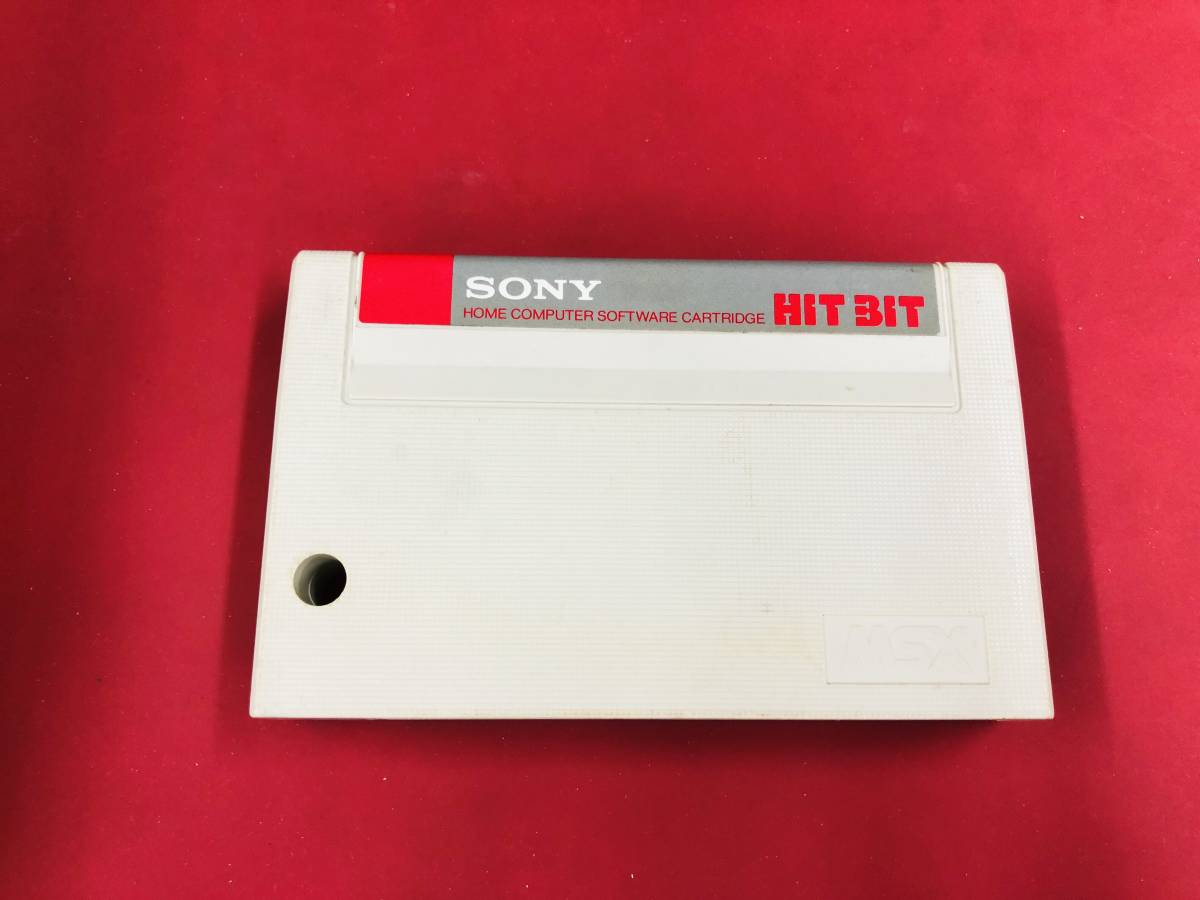 SONY
HOME COMPUTER SOFTWARE CARTRIDGE HIT BIT
MSX